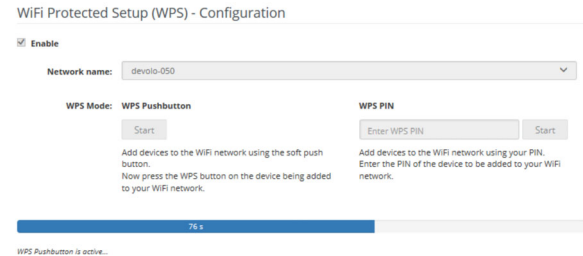 WiFi Protected Setup (WPS) - Configuration
Enable
Network name: devolo-050
WPS Mode: WPS Pushbutton WPS PIN
Start Enter WPS PIN Start
Add devices to the WiFi network using the soft push Add devices to the WiFi network using your PIN.
button. Enter the PIN of the device to be added to your WiFi
Now press the WPS button on the device being added network.
to your WiFi network.
76 s
WPS Pushbutton is active...